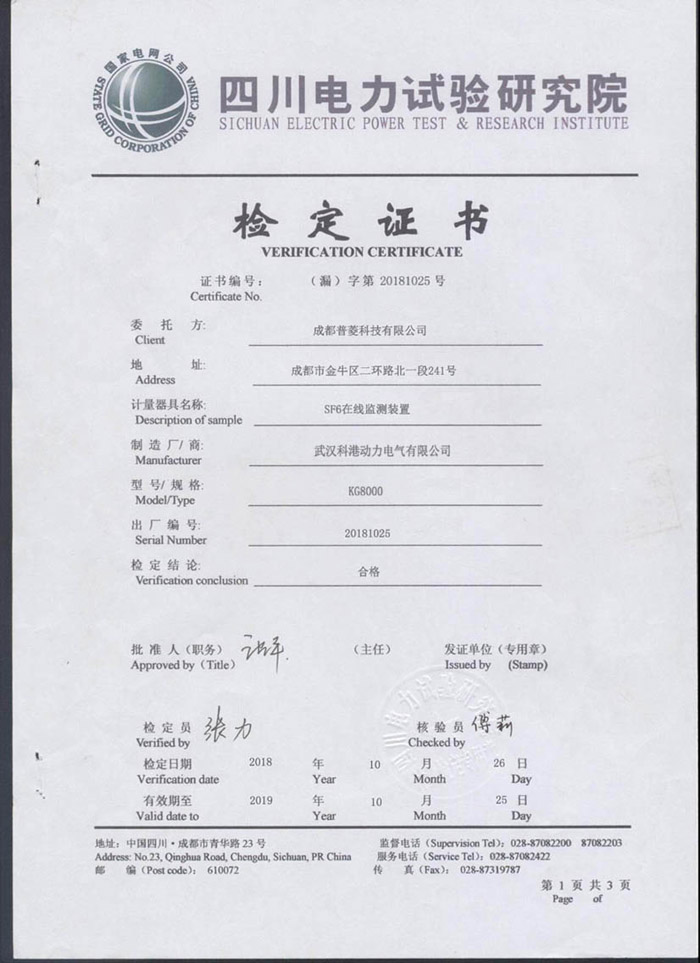 国家电网公司
STATE GRID CORPORATION OF CHINA
四川电力试验研究院
SICHUAN ELECTRIC POWER TEST & RESEARCH INSTITUTE
检定证书
VERIFICATION CERTIFICATE
证书编号： （漏）字第 20181025 号
Certificate No.
委 托 方: 成都普菱科技有限公司
Client
地 址: 成都市金牛区二环路北一段241号
Address
计量器具名称: SF6在线监测装置
Description of sample
制 造 厂/ 商: 武汉科港动力电气有限公司
Manufacturer
型 号/ 规 格: KG8000
Model/Type
出 厂 编 号: 20181025
Serial Number
检 定 结 论: 合格
Verification conclusion
批 准 人（职务） （主任） 发证单位（专用章）
Approved by（Title） Issued by (Stamp)
检 定 员 张力 核 验 员 傅莉
Verified by Checked by
检定日期 2018 年 10 月 26 日
Verification date Year Month Day
有效期至 2019 年 10 月 25 日
Valid date to Year Month Day
地址：中国四川·成都市青华路 23 号 监督电话（Supervision Tel）：028-87082200 87082203
Address: No.23, Qinghua Road, Chengdu, Sichuan, PR China 服务电话（Service Tel）：028-87082422
邮 编（Post code）：610072 传 真（Fax）：028-87319787
第 1 页 共 3 页
Page of